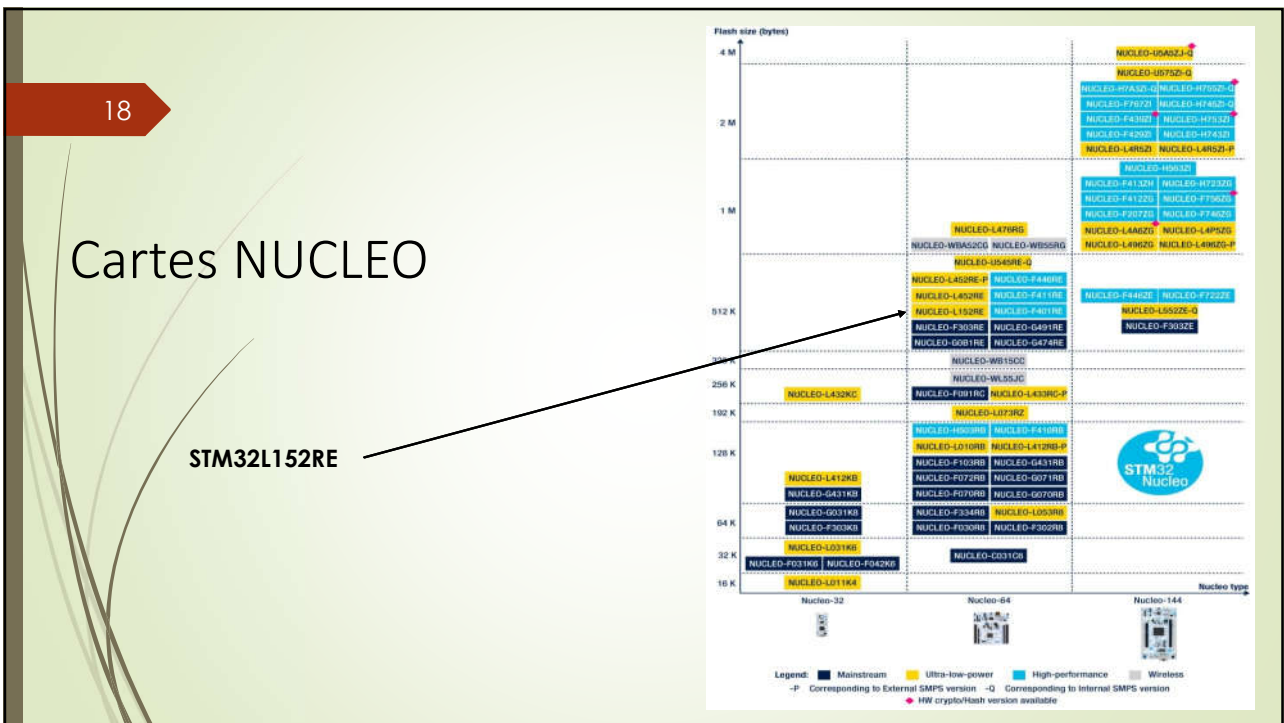 18
Cartes NUCLEO
STM32L152RE
Flash size (bytes)
4 M
NUCLEO-U5A5ZJ-Q
NUCLEO-U575ZI-Q
NUCLEO-H7A3ZI-Q NUCLEO-H755ZI-Q
NUCLEO-F767ZI NUCLEO-H745ZI-Q
2 M
NUCLEO-F439ZI NUCLEO-H753ZI
NUCLEO-F429ZI NUCLEO-H743ZI
NUCLEO-L4R5ZI NUCLEO-L4R5ZI-P
NUCLEO-H563ZI
NUCLEO-F413ZH NUCLEO-H723ZG
NUCLEO-F412ZG NUCLEO-F756ZG
1 M
NUCLEO-F207ZG NUCLEO-F746ZG
NUCLEO-L476RG NUCLEO-L4A6ZG NUCLEO-L4P5ZG
NUCLEO-WBA52CG NUCLEO-WB55RG NUCLEO-L496ZG NUCLEO-L496ZG-P
NUCLEO-U545RE-Q
NUCLEO-L452RE-P NUCLEO-F446RE
NUCLEO-L452RE NUCLEO-F411RE NUCLEO-F446ZE NUCLEO-F722ZE
512 K NUCLEO-L152RE NUCLEO-F401RE NUCLEO-L552ZE-Q
NUCLEO-F303RE NUCLEO-G491RE NUCLEO-F303ZE
NUCLEO-G0B1RE NUCLEO-G474RE
NUCLEO-WB15CC
NUCLEO-WL55JC
256 K
NUCLEO-L432KC NUCLEO-F091RC NUCLEO-L433RC-P
192 K NUCLEO-L073RZ
NUCLEO-H503RB NUCLEO-F410RB
NUCLEO-L010RB NUCLEO-L412RB-P
128 K
NUCLEO-F103RB NUCLEO-G431RB
NUCLEO-L412KB NUCLEO-F072RB NUCLEO-G071RB
NUCLEO-G431KB NUCLEO-F070RB NUCLEO-G070RB
STM32
Nucleo
NUCLEO-G031K8 NUCLEO-F334R8 NUCLEO-L053R8
64 K
NUCLEO-F303K8 NUCLEO-F030R8 NUCLEO-F302R8
NUCLEO-L031K6
32 K NUCLEO-C031C6
NUCLEO-F031K6 NUCLEO-F042K6
16 K NUCLEO-L011K4
Nucleo type
Nucleo-32 Nucleo-64 Nucleo-144
Legend: Mainstream Ultra-low-power High-performance Wireless
-P Corresponding to External SMPS version -Q Corresponding to Internal SMPS version
HW crypto/Hash version available